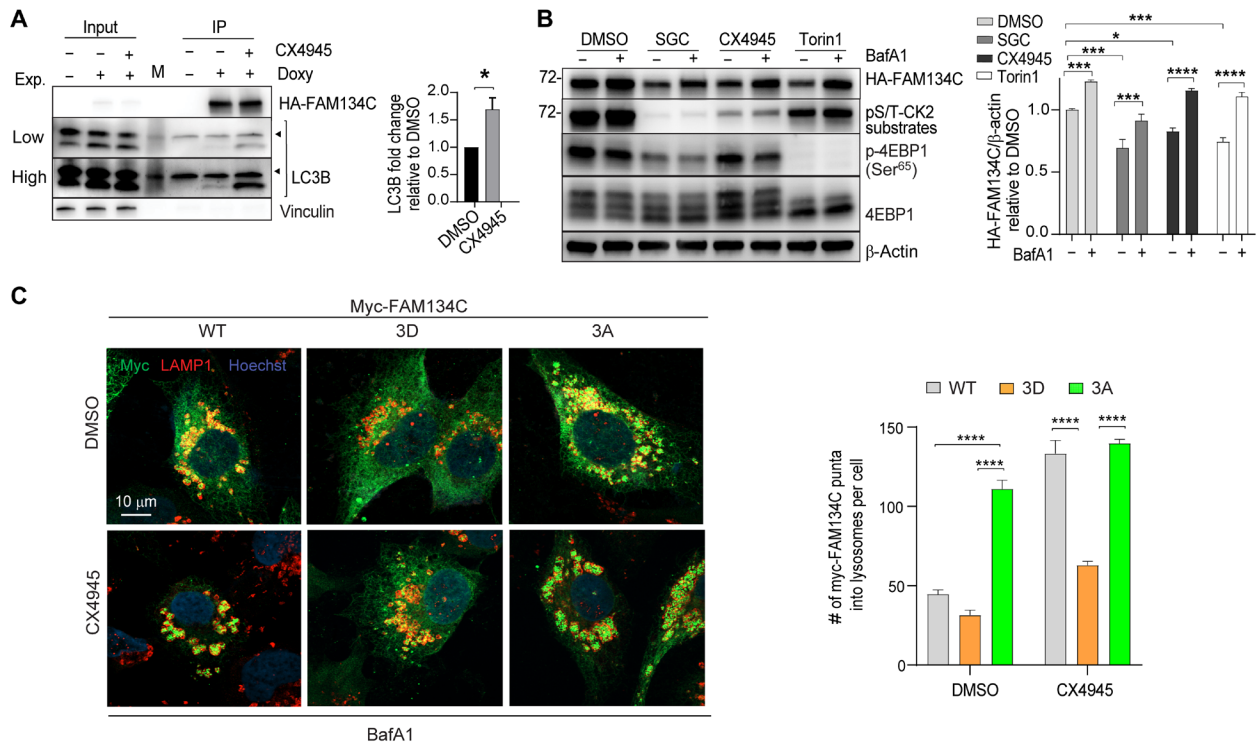 A
Input IP
− − + − − + CX4945
Exp. − + + M − + + Doxy
HA-FAM134C
Low
High LC3B
Vinculin
*
LC3B fold change
relative to DMSO
2.0
1.5
1.0
0.5
0.0
DMSO
CX4945
B
DMSO SGC CX4945 Torin1
− + − + − + − + BafA1
72- HA-FAM134C
72- pS/T-CK2
substrates
p-4EBP1
(Ser65)
4EBP1
β-Actin
DMSO
SGC
CX4945
Torin1
***
*
***
*** **** ****
***
HA-FAM134C/β-actin
relative to DMSO
1.0
0.5
0.0
BafA1 − + − + − + − +
C
Myc-FAM134C
WT 3D 3A
Myc LAMP1 Hoechst
DMSO
10 µm
CX4945
BafA1
WT 3D 3A
# of myc-FAM134C punta
into lysosomes per cell
150
100
50
0
****
****
**** ****
DMSO CX4945